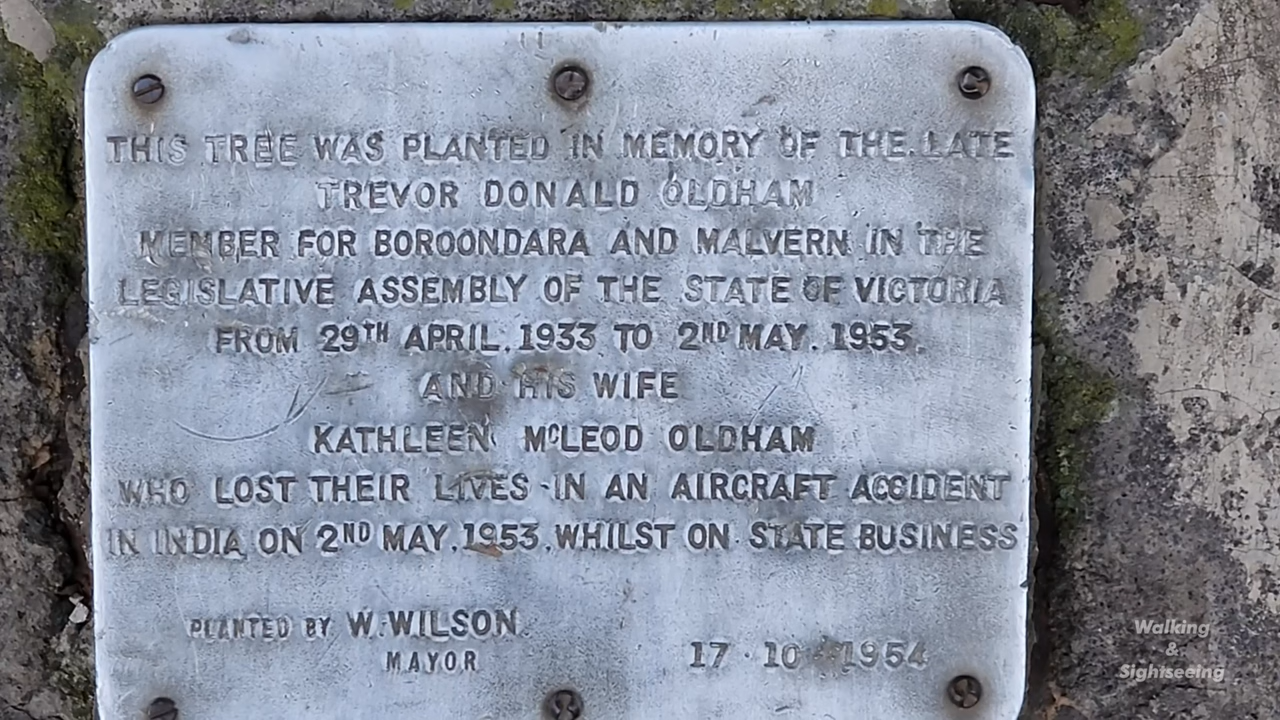 THIS TREE WAS PLANTED IN MEMORY OF THE LATE
TREVOR DONALD OLDHAM
MEMBER FOR BOROONDARA AND MALVERN IN THE
LEGISLATIVE ASSEMBLY OF THE STATE OF VICTORIA
FROM 29TH APRIL. 1933 TO 2ND MAY. 1953.
AND HIS WIFE
KATHLEEN McLEOD OLDHAM
WHO LOST THEIR LIVES IN AN AIRCRAFT ACCIDENT
IN INDIA ON 2ND MAY. 1953. WHILST ON STATE BUSINESS
PLANTED BY W. WILSON
MAYOR
17 · 10 · 1954
Walking
&
Sightseeing